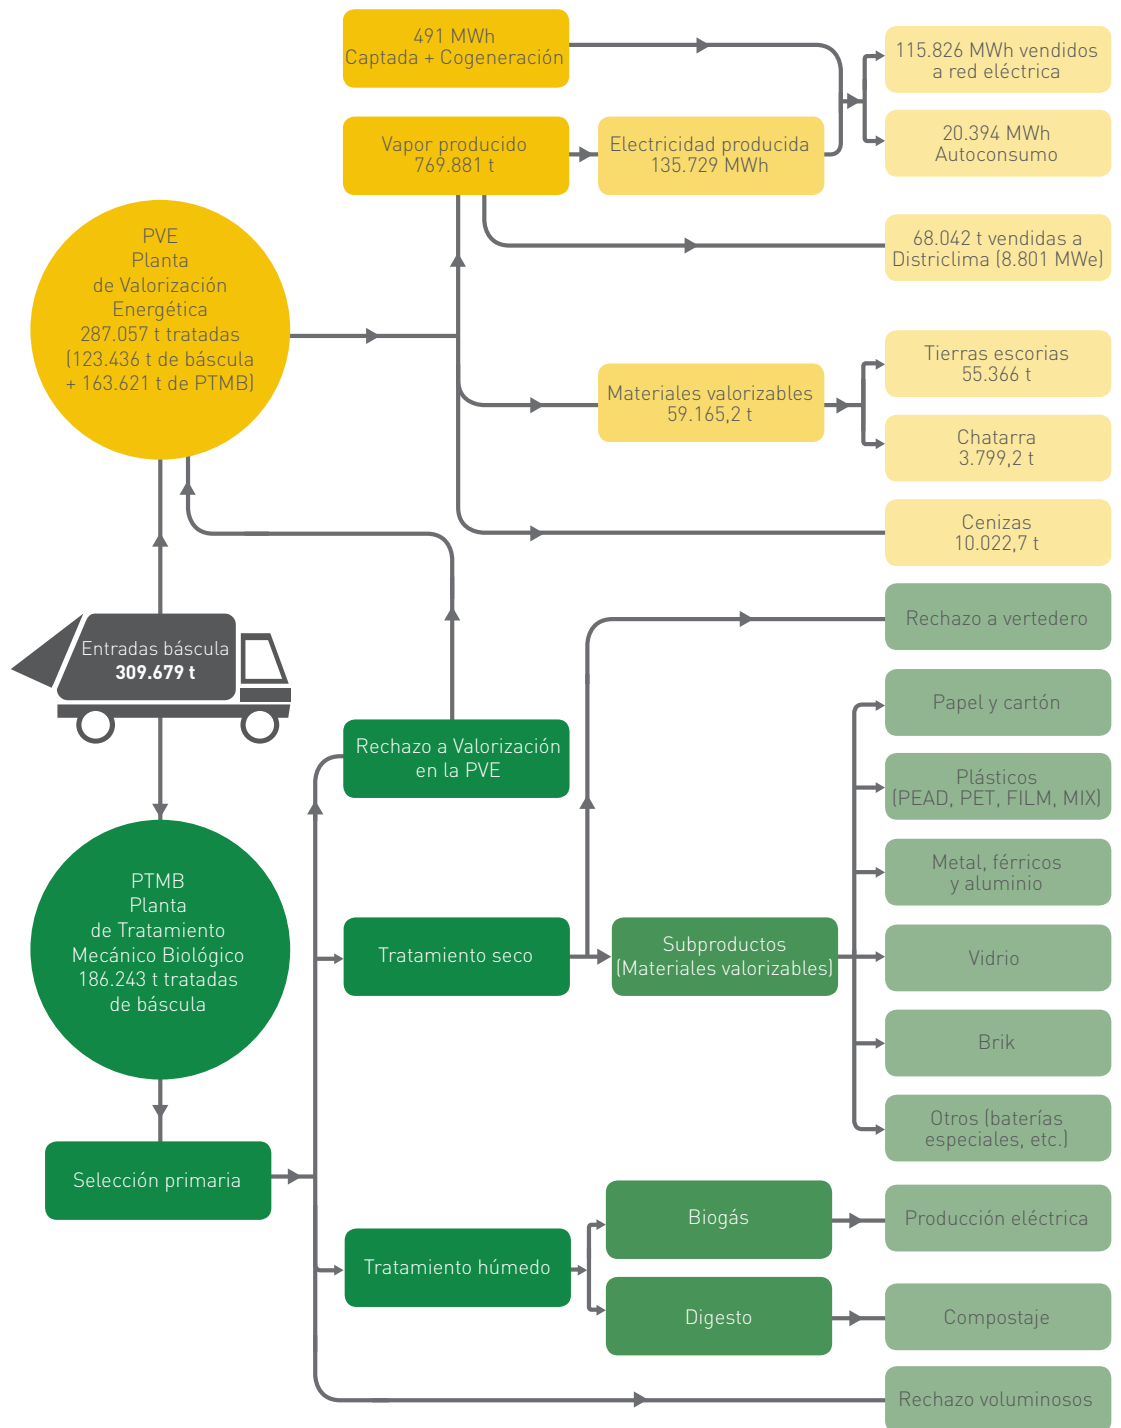 491 MWh
Captada + Cogeneración
115.826 MWh vendidos
a red eléctrica
Vapor producido
769.881 t
Electricidad producida
135.729 MWh
20.394 MWh
Autoconsumo
68.042 t vendidas a
Districlima (8.801 MWe)
PVE
Planta
de Valorización
Energética
287.057 t tratadas
(123.436 t de báscula
+ 163.621 t de PTMB)
Materiales valorizables
59.165,2 t
Tierras escorias
55.366 t
Chatarra
3.799,2 t
Cenizas
10.022,7 t
Entradas báscula
309.679 t
Rechazo a vertedero
Rechazo a Valorización
en la PVE
Papel y cartón
Plásticos
(PEAD, PET, FILM, MIX)
Metal, férricos
y aluminio
PTMB
Planta
de Tratamiento
Mecánico Biológico
186.243 t tratadas
de báscula
Tratamiento seco
Subproductos
(Materiales valorizables)
Vidrio
Brik
Otros (baterías
especiales, etc.)
Selección primaria
Tratamiento húmedo
Biogás
Producción eléctrica
Digesto
Compostaje
Rechazo voluminosos